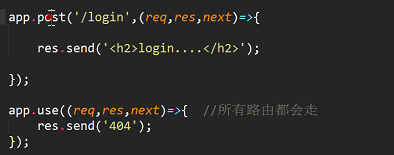 app.post('/login',(req,res,next)=>{
res.send('<h2>login....</h2>');
});
app.use((req,res,next)=>{ //所有路由都会走
res.send('404');
});